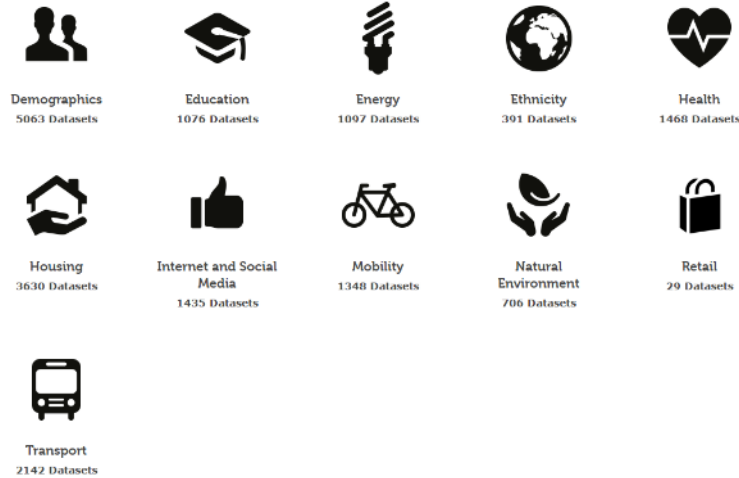 Demographics
5063 Datasets
Education
1076 Datasets
Energy
1097 Datasets
Ethnicity
391 Datasets
Health
1468 Datasets
Housing
3630 Datasets
Internet and Social
Media
1435 Datasets
Mobility
1348 Datasets
Natural
Environment
706 Datasets
Retail
29 Datasets
Transport
2142 Datasets